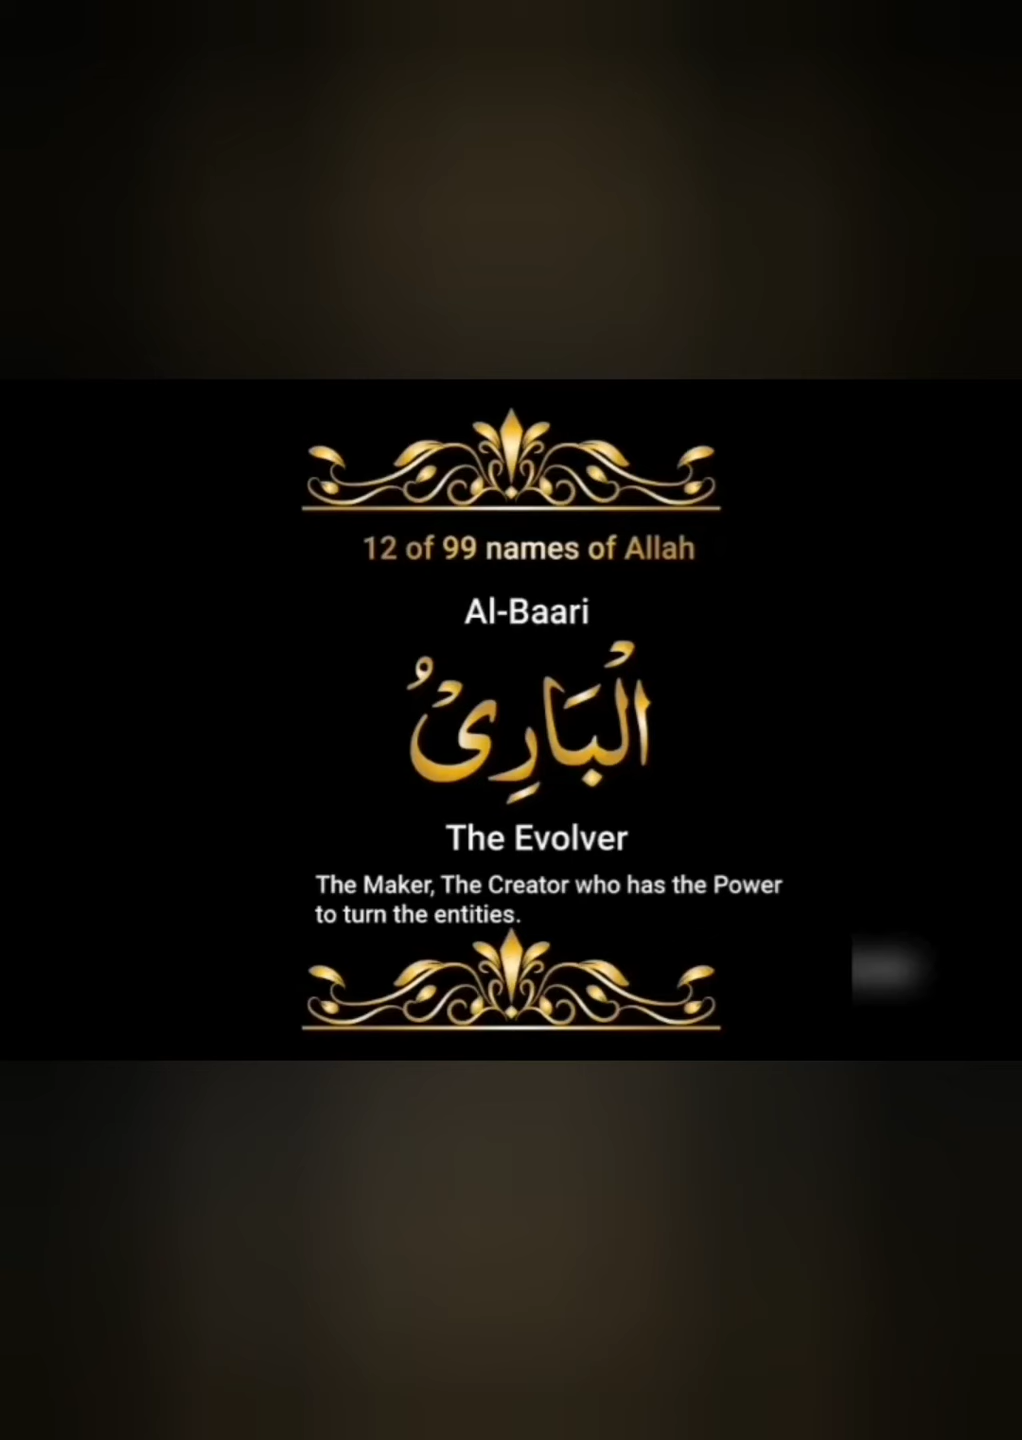 12 of 99 names of Allah
Al-Baari
الْبَارِئُ
The Evolver
The Maker, The Creator who has the Power
to turn the entities.